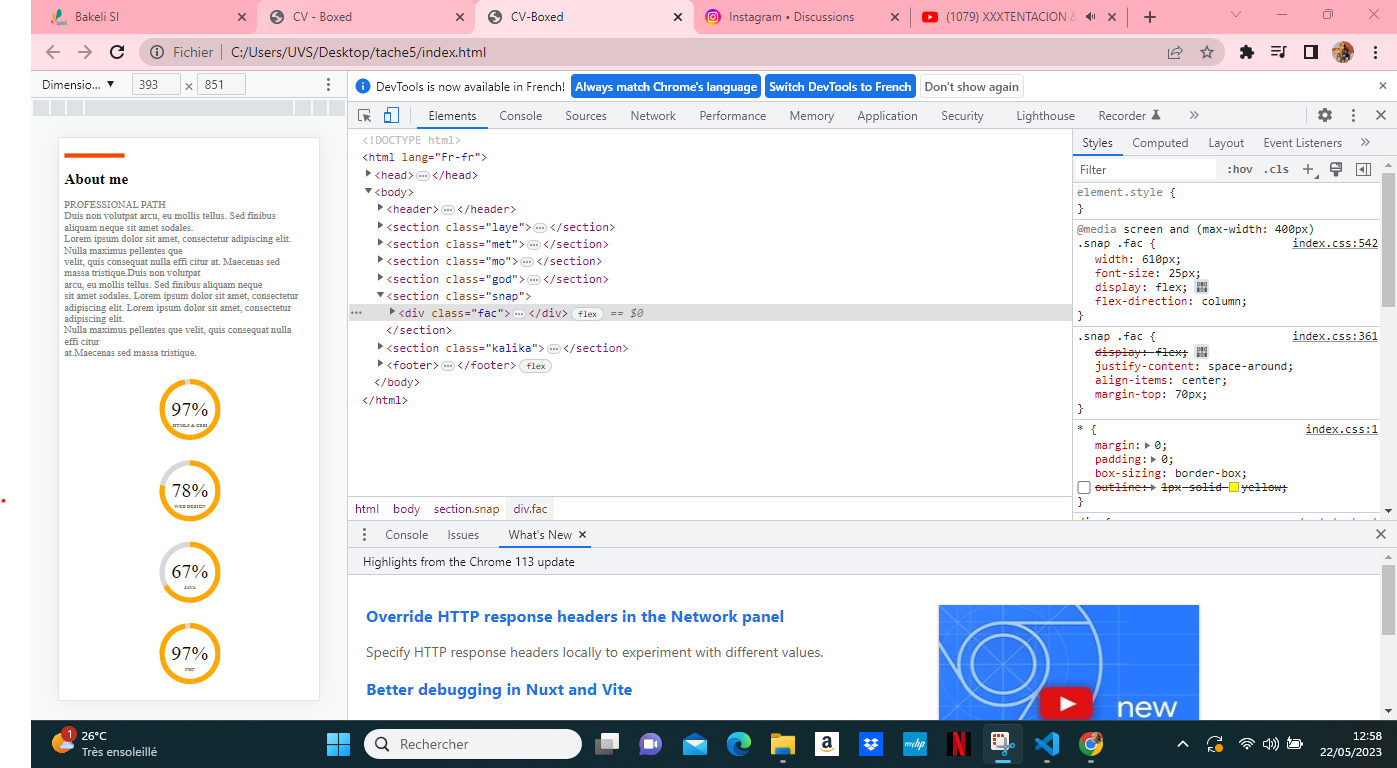 Bakeli SI
CV - Boxed
CV-Boxed
Instagram • Discussions
(1079) XXXTENTACION &
Fichier
C:/Users/UVS/Desktop/tache5/index.html
Dimensio... ▼
393
×
851
DevTools is now available in French!
Always match Chrome's language
Switch DevTools to French
Don't show again
Elements
Console
Sources
Network
Performance
Memory
Application
Security
Lighthouse
Recorder
»
About me
PROFESSIONAL PATH
Duis non volutpat arcu, eu mollis tellus. Sed finibus
aliquam neque sit amet sodales.
Lorem ipsum dolor sit amet, consectetur adipiscing elit.
Nulla maximus pellentes que
velit, quis consequat nulla effi citur at. Maecenas sed
massa tristique.Duis non volutpat
arcu, eu mollis tellus. Sed finibus aliquam neque
sit amet sodales. Lorem ipsum dolor sit amet, consectetur
adipiscing elit. Lorem ipsum dolor sit amet, consectetur
adipiscing elit.
Nulla maximus pellentes que velit, quis consequat nulla
effi citur
at.Maecenas sed massa tristique.
97%
HTML5 & CSS3
78%
WEB DESIGN
67%
JAVA
97%
PHP
<!DOCTYPE html>
<html lang="Fr-fr">
<head>…</head>
<body>
<header>…</header>
<section class="laye">…</section>
<section class="met">…</section>
<section class="mo">…</section>
<section class="god">…</section>
<section class="snap">
<div class="fac">…</div> flex == $0
</section>
<section class="kalika">…</section>
<footer>…</footer> flex
</body>
</html>
html body section.snap div.fac
Styles
Computed
Layout
Event Listeners
»
Filter
:hov .cls
element.style {
}
@media screen and (max-width: 400px)
.snap .fac { index.css:542
width: 610px;
font-size: 25px;
display: flex;
flex-direction: column;
}
.snap .fac { index.css:361
display: flex;
justify-content: space-around;
align-items: center;
margin-top: 70px;
}
* { index.css:1
margin: 0;
padding: 0;
box-sizing: border-box;
outline: 1px solid yellow;
}
Console
Issues
What's New
Highlights from the Chrome 113 update
Override HTTP response headers in the Network panel
Specify HTTP response headers locally to experiment with different values.
Better debugging in Nuxt and Vite
new
1
26°C
Très ensoleillé
Rechercher
a
myhp
N
12:58
22/05/2023